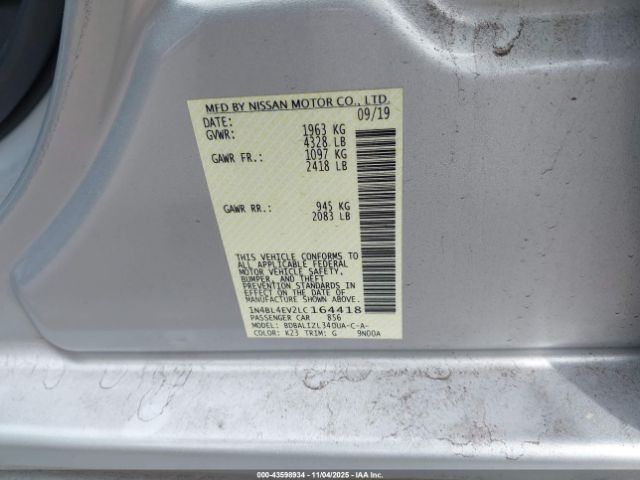 MFD BY NISSAN MOTOR CO., LTD.
DATE: 09/19
GVWR: 1963 KG
4328 LB
GAWR FR.: 1097 KG
2418 LB
GAWR RR.: 945 KG
2083 LB
THIS VEHICLE CONFORMS TO
ALL APPLICABLE FEDERAL
MOTOR VEHICLE SAFETY,
BUMPER, AND THEFT
PREVENTION STANDARDS IN
EFFECT ON THE DATE OF
MANUFACTURE SHOWN ABOVE.
1N4BL4EV2LC164418
PASSENGER CAR 856
MODEL: BDBALIZL34DUA-C-A-
COLOR: K23 TRIM: G 9N00A
000-43598934 - 11/04/2025 - IAAI.CA